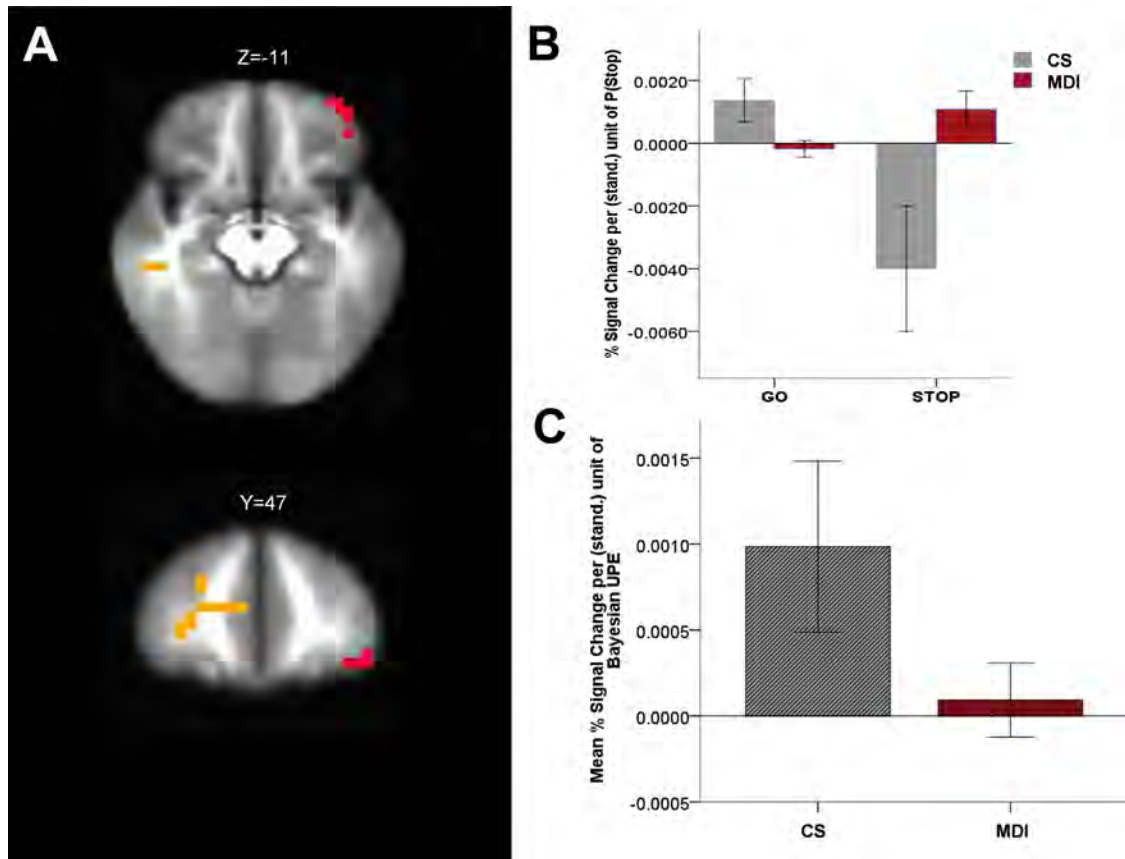 A
Z=-11
Y=47
B
% Signal Change per (stand.) unit of P(Stop)
0.0020
0.0000
-0.0020
-0.0040
-0.0060
GO
STOP
CS
MDI
C
Mean % Signal Change per (stand.) unit of
Bayesian UPE
0.0015
0.0010
0.0005
0.0000
-0.0005
CS
MDI